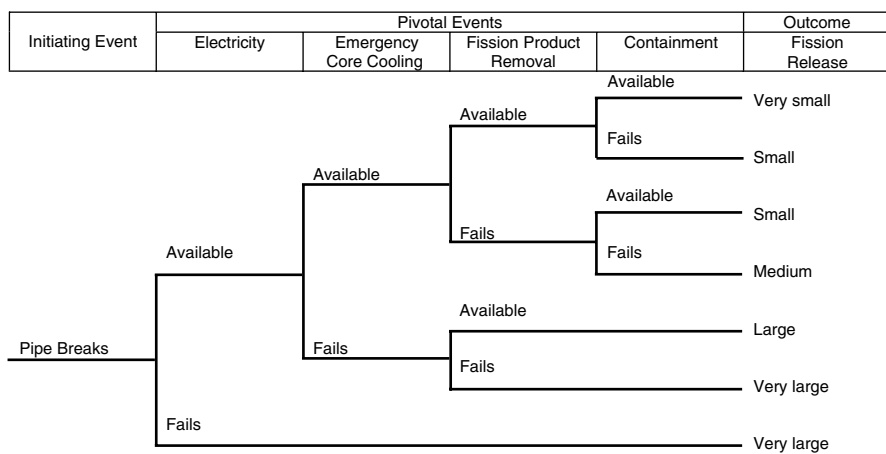 Pivotal Events
Outcome
Initiating Event
Electricity
Emergency
Core Cooling
Fission Product
Removal
Containment
Fission
Release
Available
Very small
Available
Fails
Small
Available
Available
Small
Fails
Fails
Available
Medium
Available
Large
Pipe Breaks
Fails
Fails
Very large
Fails
Very large